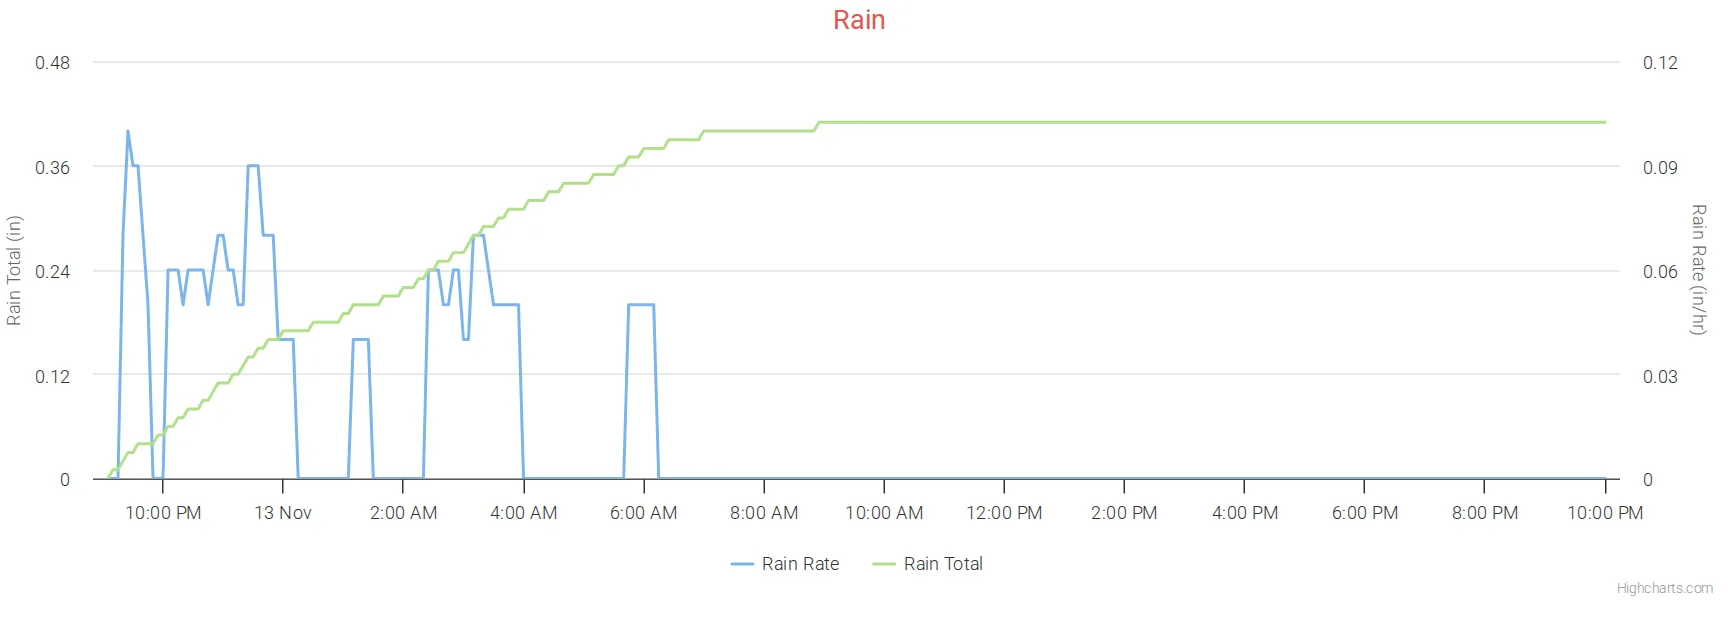 Rain
0.48
0.36
0.24
0.12
0
Rain Total (in)
0.12
0.09
0.06
0.03
0
Rain Rate (in/hr)
10:00 PM 13 Nov 2:00 AM 4:00 AM 6:00 AM 8:00 AM 10:00 AM 12:00 PM 2:00 PM 4:00 PM 6:00 PM 8:00 PM 10:00 PM
Rain Rate Rain Total
Highcharts.com